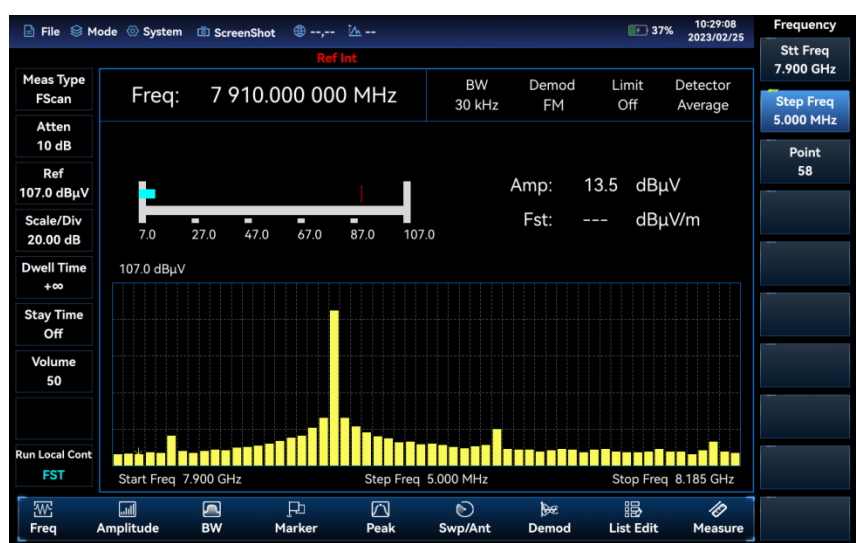 File Mode System ScreenShot --,-- --
37% 10:29:08
2023/02/25
Ref Int
Meas Type
FScan
Atten
10 dB
Ref
107.0 dBµV
Scale/Div
20.00 dB
Dwell Time
+∞
Stay Time
Off
Volume
50
Run Local Cont
FST
Freq: 7 910.000 000 MHz
BW
30 kHz
Demod
FM
Limit
Off
Detector
Average
7.0 27.0 47.0 67.0 87.0 107.0
Amp: 13.5 dBµV
Fst: --- dBµV/m
107.0 dBµV
Start Freq 7.900 GHz Step Freq 5.000 MHz Stop Freq 8.185 GHz
Frequency
Stt Freq
7.900 GHz
Step Freq
5.000 MHz
Point
58
Freq Amplitude BW Marker Peak Swp/Ant Demod List Edit Measure